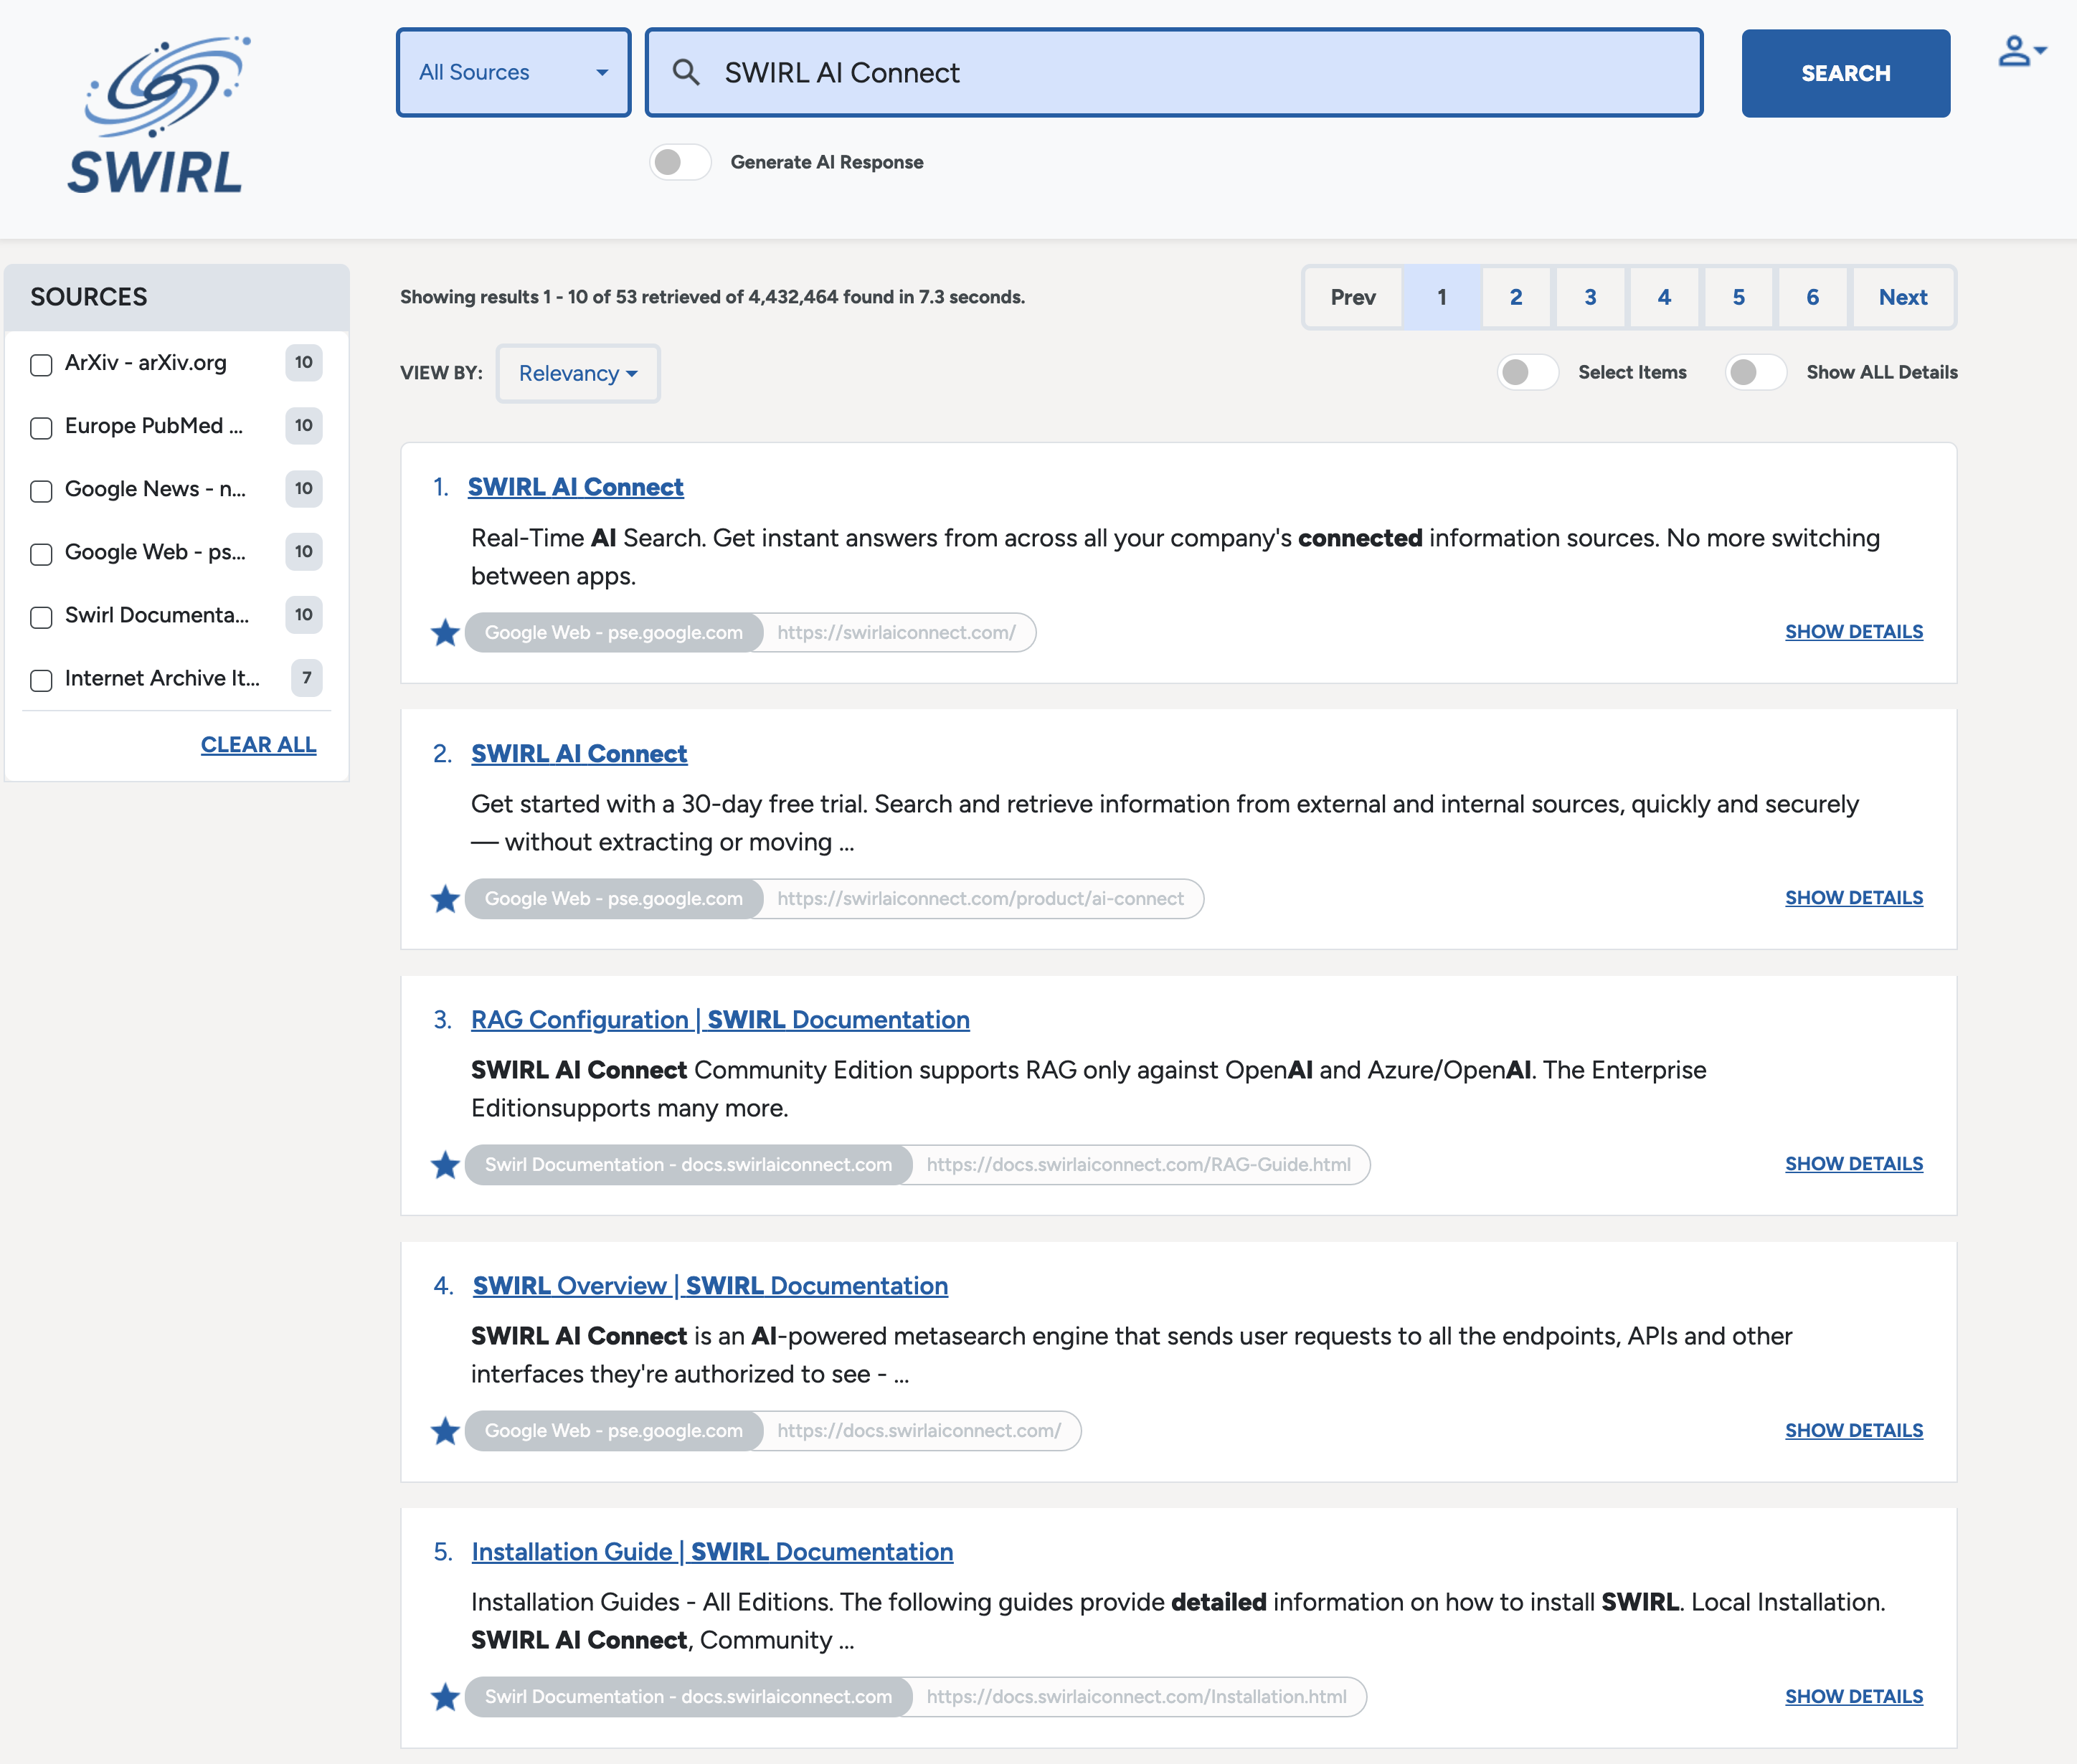 SWIRL
All Sources
SWIRL AI Connect
SEARCH
Generate AI Response
SOURCES
ArXiv - arXiv.org 10
Europe PubMed ... 10
Google News - n... 10
Google Web - ps... 10
Swirl Documenta... 10
Internet Archive It... 7
CLEAR ALL
Showing results 1 - 10 of 53 retrieved of 4,432,464 found in 7.3 seconds.
Prev 1 2 3 4 5 6 Next
VIEW BY: Relevancy
Select Items
Show ALL Details
1. SWIRL AI Connect
Real-Time AI Search. Get instant answers from across all your company's connected information sources. No more switching
between apps.
Google Web - pse.google.com https://swirlaiconnect.com/
SHOW DETAILS
2. SWIRL AI Connect
Get started with a 30-day free trial. Search and retrieve information from external and internal sources, quickly and securely
— without extracting or moving ...
Google Web - pse.google.com https://swirlaiconnect.com/product/ai-connect
SHOW DETAILS
3. RAG Configuration | SWIRL Documentation
SWIRL AI Connect Community Edition supports RAG only against OpenAI and Azure/OpenAI. The Enterprise
Editionsupports many more.
Swirl Documentation - docs.swirlaiconnect.com https://docs.swirlaiconnect.com/RAG-Guide.html
SHOW DETAILS
4. SWIRL Overview | SWIRL Documentation
SWIRL AI Connect is an AI-powered metasearch engine that sends user requests to all the endpoints, APIs and other
interfaces they're authorized to see - ...
Google Web - pse.google.com https://docs.swirlaiconnect.com/
SHOW DETAILS
5. Installation Guide | SWIRL Documentation
Installation Guides - All Editions. The following guides provide detailed information on how to install SWIRL. Local Installation.
SWIRL AI Connect, Community ...
Swirl Documentation - docs.swirlaiconnect.com https://docs.swirlaiconnect.com/Installation.html
SHOW DETAILS